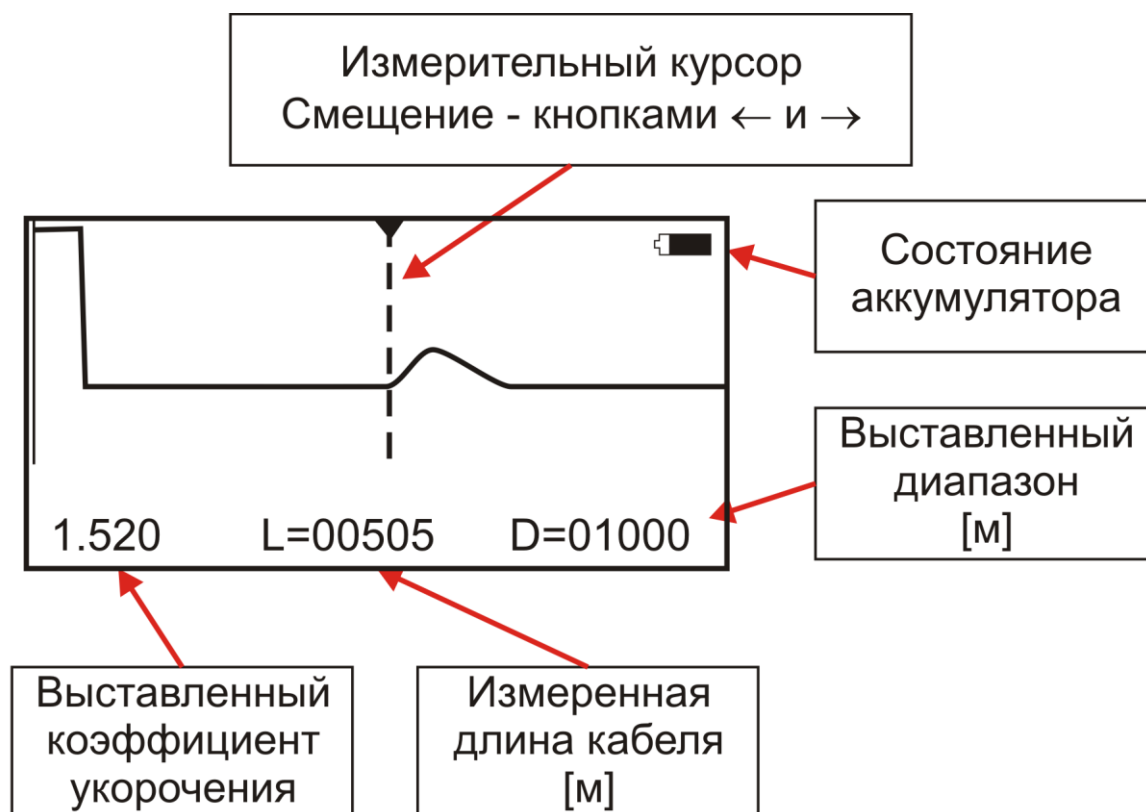 Измерительный курсор
Смещение - кнопками ← и →
Состояние
аккумулятора
Выставленный
диапазон
[м]
1.520 L=00505 D=01000
Выставленный
коэффициент
укорочения
Измеренная
длина кабеля
[м]